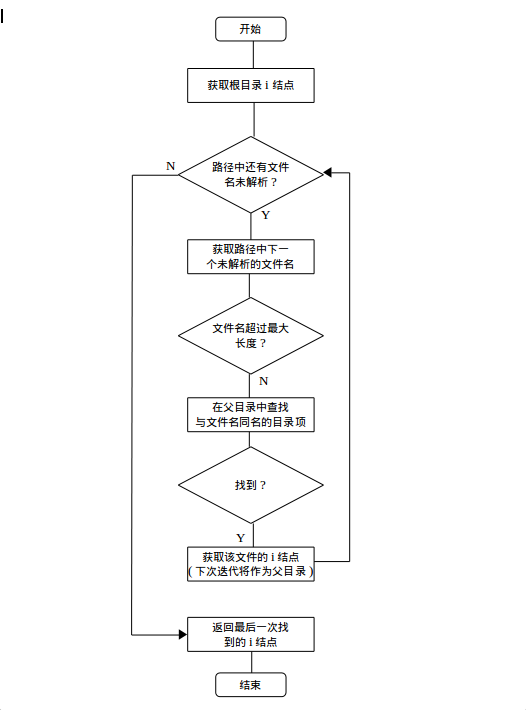 开始
获取根目录 i 结点
路径中还有文件
名未解析？
N
Y
获取路径中下一
个未解析的文件名
文件名超过最大
长度？
N
在父目录中查找
与文件名同名的目录项
找到？
Y
获取该文件的 i 结点
( 下次迭代将作为父目录 )
返回最后一次找
到的 i 结点
结束